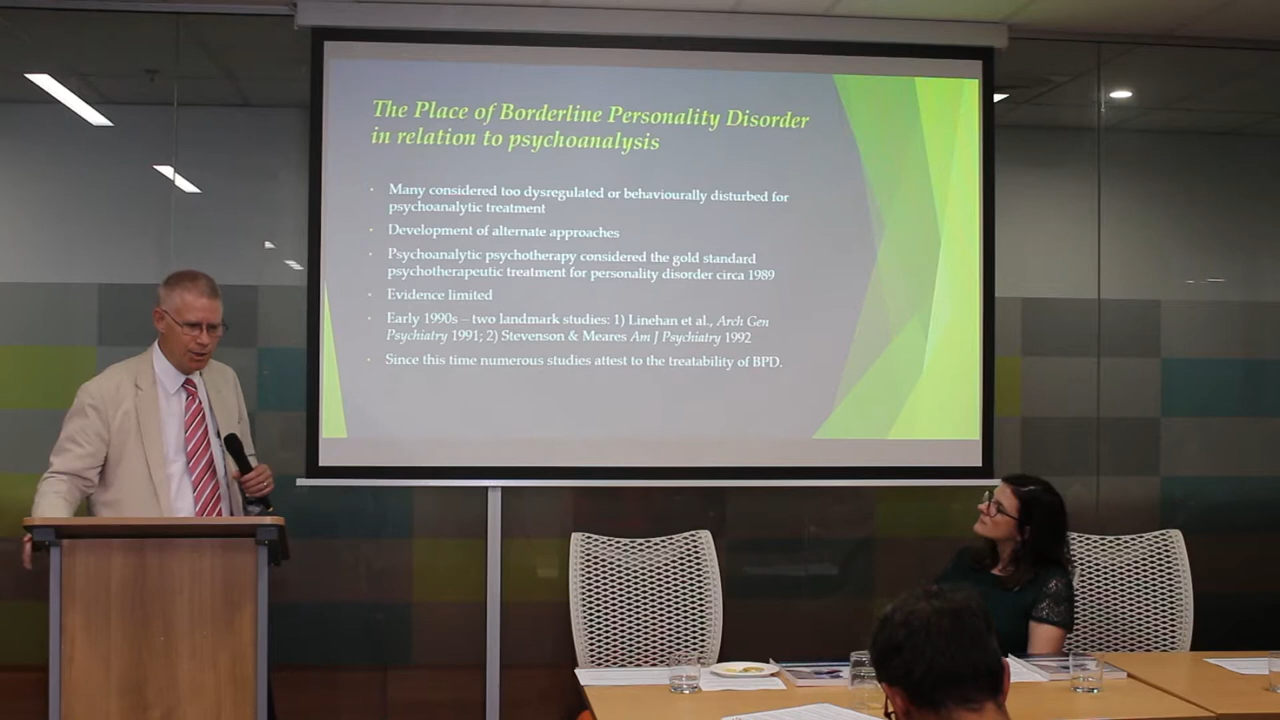 The Place of Borderline Personality Disorder
in relation to psychoanalysis
• Many considered too dysregulated or behaviourally disturbed for
psychoanalytic treatment
• Development of alternate approaches
• Psychoanalytic psychotherapy considered the gold standard
psychotherapeutic treatment for personality disorder circa 1989
• Evidence limited
• Early 1990s – two landmark studies: 1) Linehan et al., Arch Gen
Psychiatry 1991; 2) Stevenson & Meares Am J Psychiatry 1992
• Since this time numerous studies attest to the treatability of BPD.